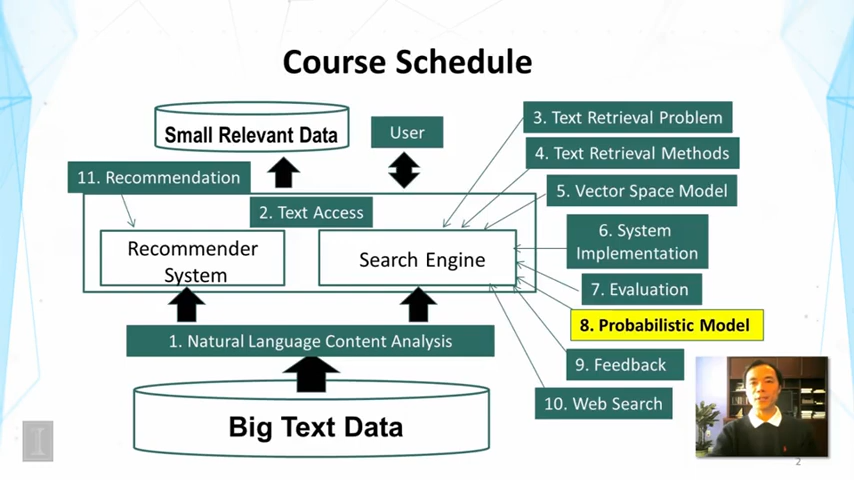 Course Schedule
Small Relevant Data
User
3. Text Retrieval Problem
4. Text Retrieval Methods
11. Recommendation
5. Vector Space Model
2. Text Access
6. System
Implementation
Recommender
System
Search Engine
7. Evaluation
8. Probabilistic Model
1. Natural Language Content Analysis
9. Feedback
10. Web Search
Big Text Data
I
2